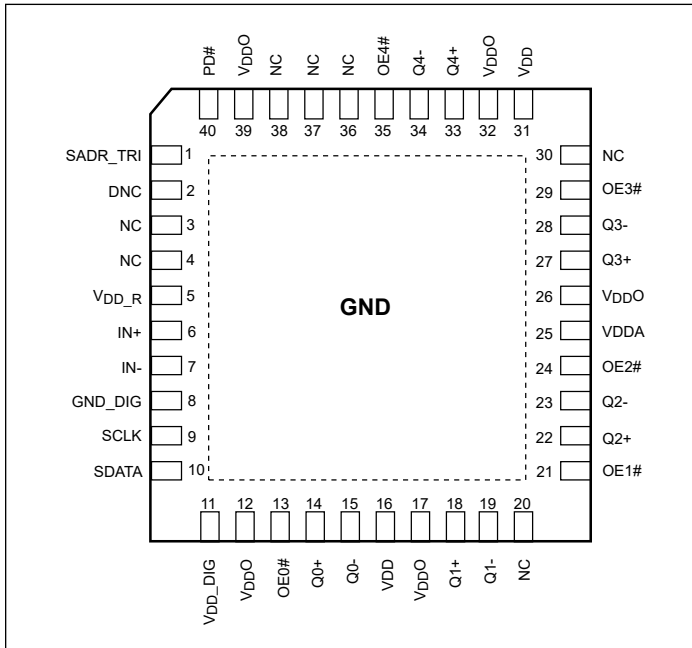 PD#
VDDO
NC
NC
NC
OE4#
Q4-
Q4+
VDDO
VDD
40
39
38
37
36
35
34
33
32
31
SADR_TRI 1
DNC 2
NC 3
NC 4
VDD_R 5
IN+ 6
IN- 7
GND_DIG 8
SCLK 9
SDATA 10
GND
30 NC
29 OE3#
28 Q3-
27 Q3+
26 VDDO
25 VDDA
24 OE2#
23 Q2-
22 Q2+
21 OE1#
11
12
13
14
15
16
17
18
19
20
VDD_DIG
VDDO
OE0#
Q0+
Q0-
VDD
VDDO
Q1+
Q1-
NC